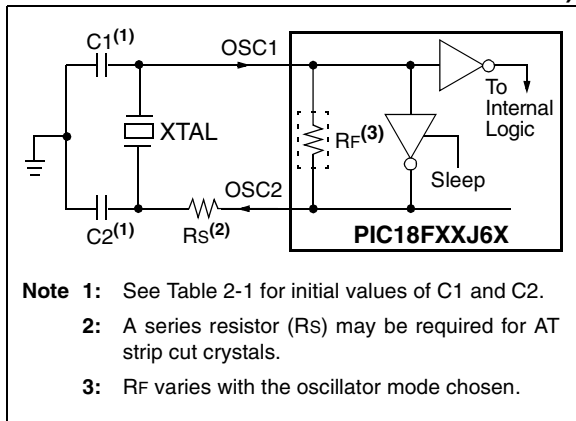 C1(1)
OSC1
To
Internal
Logic
XTAL
RF(3)
Sleep
OSC2
C2(1)
RS(2)
PIC18FXXJ6X
Note 1: See Table 2-1 for initial values of C1 and C2.
2: A series resistor (RS) may be required for AT
strip cut crystals.
3: RF varies with the oscillator mode chosen.